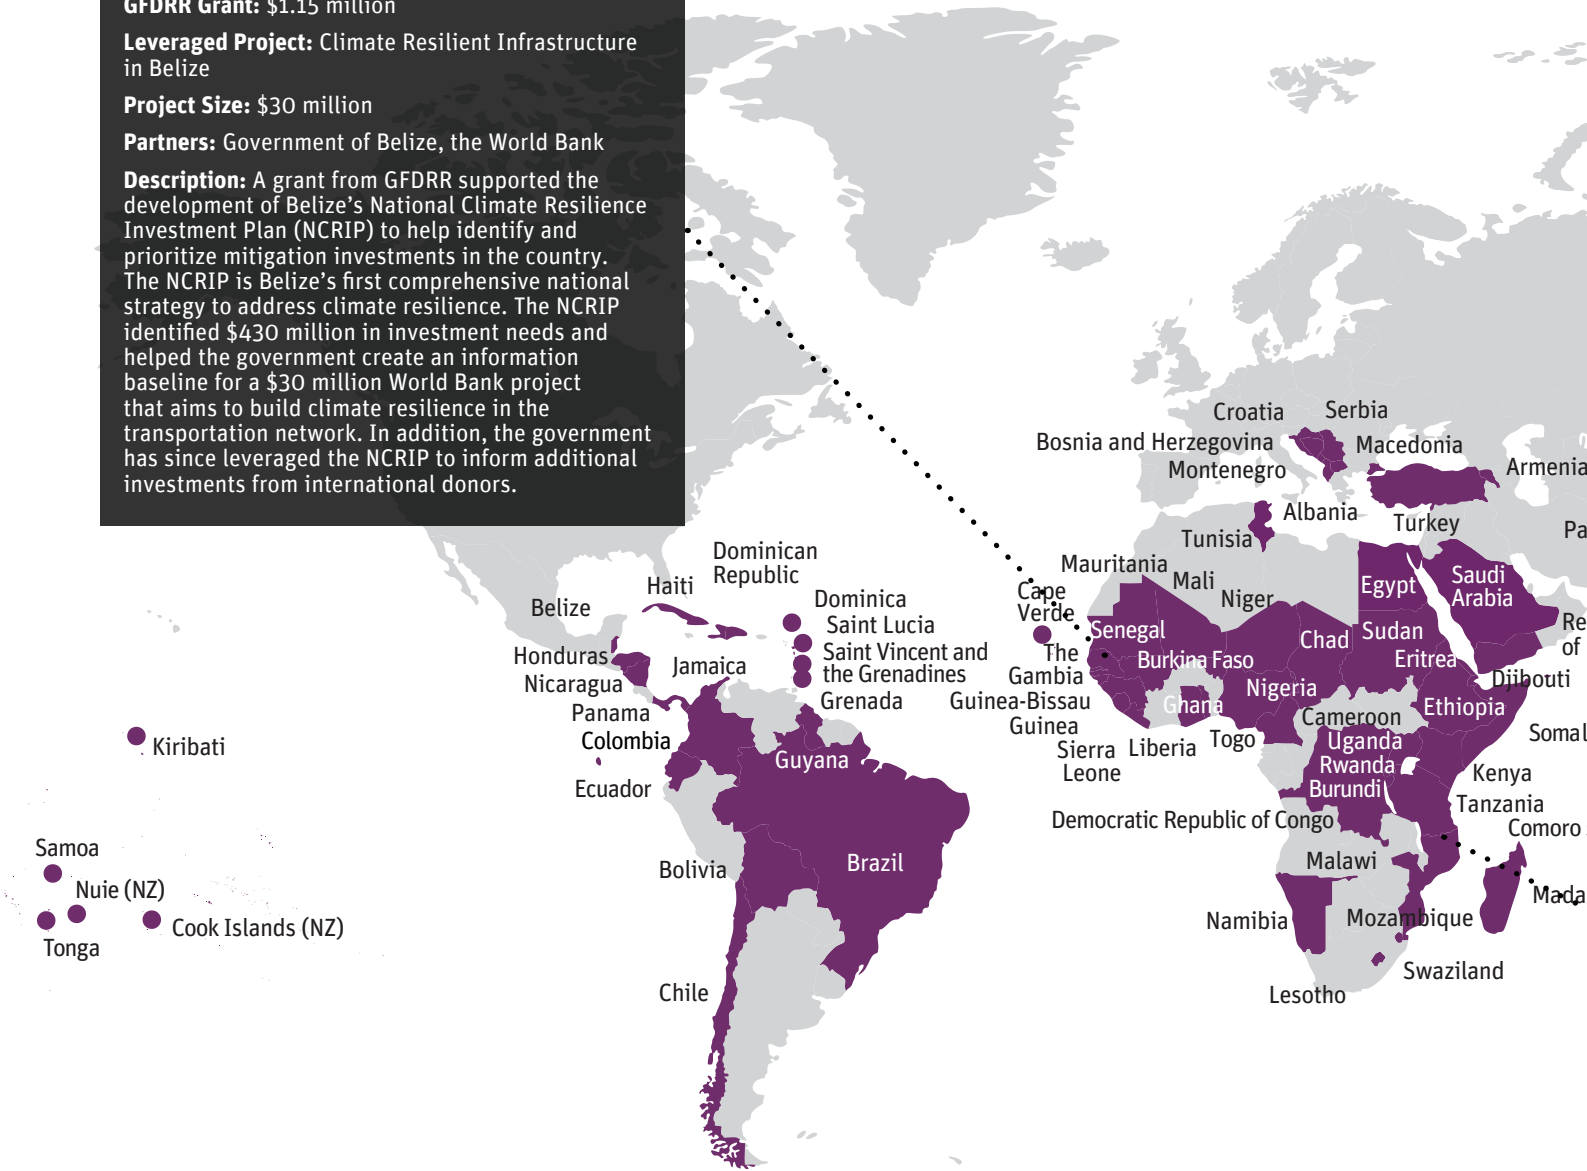 GFDRR Grant: $1.15 million
Leveraged Project: Climate Resilient Infrastructure
in Belize
Project Size: $30 million
Partners: Government of Belize, the World Bank
Description: A grant from GFDRR supported the
development of Belize’s National Climate Resilience
Investment Plan (NCRIP) to help identify and
prioritize mitigation investments in the country.
The NCRIP is Belize’s first comprehensive national
strategy to address climate resilience. The NCRIP
identified $430 million in investment needs and
helped the government create an information
baseline for a $30 million World Bank project
that aims to build climate resilience in the
transportation network. In addition, the government
has since leveraged the NCRIP to inform additional
investments from international donors.
Croatia
Serbia
Bosnia and Herzegovina
Macedonia
Montenegro
Armenia
Albania
Turkey
Pa
Tunisia
Dominican
Republic
Haiti
Belize
Dominica
Saint Lucia
Saint Vincent and
the Grenadines
Grenada
Honduras
Nicaragua
Jamaica
Panama
Colombia
Ecuador
Guyana
Bolivia
Brazil
Chile
Kiribati
Samoa
Nuie (NZ)
Cook Islands (NZ)
Tonga
Mauritania
Mali
Niger
Egypt
Saudi
Arabia
Cape
Verde
Senegal
Chad
Sudan
Re
of
The
Gambia
Burkina Faso
Eritrea
Djibouti
Guinea-Bissau
Guinea
Nigeria
Ghana
Ethiopia
Cameroon
Sierra
Leone
Liberia
Togo
Uganda
Rwanda
Burundi
Somal
Kenya
Tanzania
Democratic Republic of Congo
Comoro
Malawi
Mada
Namibia
Mozambique
Swaziland
Lesotho